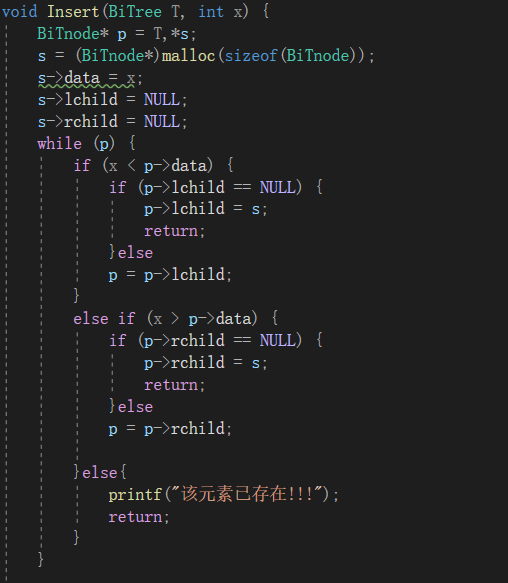 void Insert(BiTree T, int x) {
    BiTnode* p = T,*s;
    s = (BiTnode*)malloc(sizeof(BiTnode));
    s->data = x;
    s->lchild = NULL;
    s->rchild = NULL;
    while (p) {
        if (x < p->data) {
            if (p->lchild == NULL) {
                p->lchild = s;
                return;
            }else
            p = p->lchild;
        }
        else if (x > p->data) {
            if (p->rchild == NULL) {
                p->rchild = s;
                return;
            }else
            p = p->rchild;

        }else{
            printf("该元素已存在!!!");
            return;
        }
    }